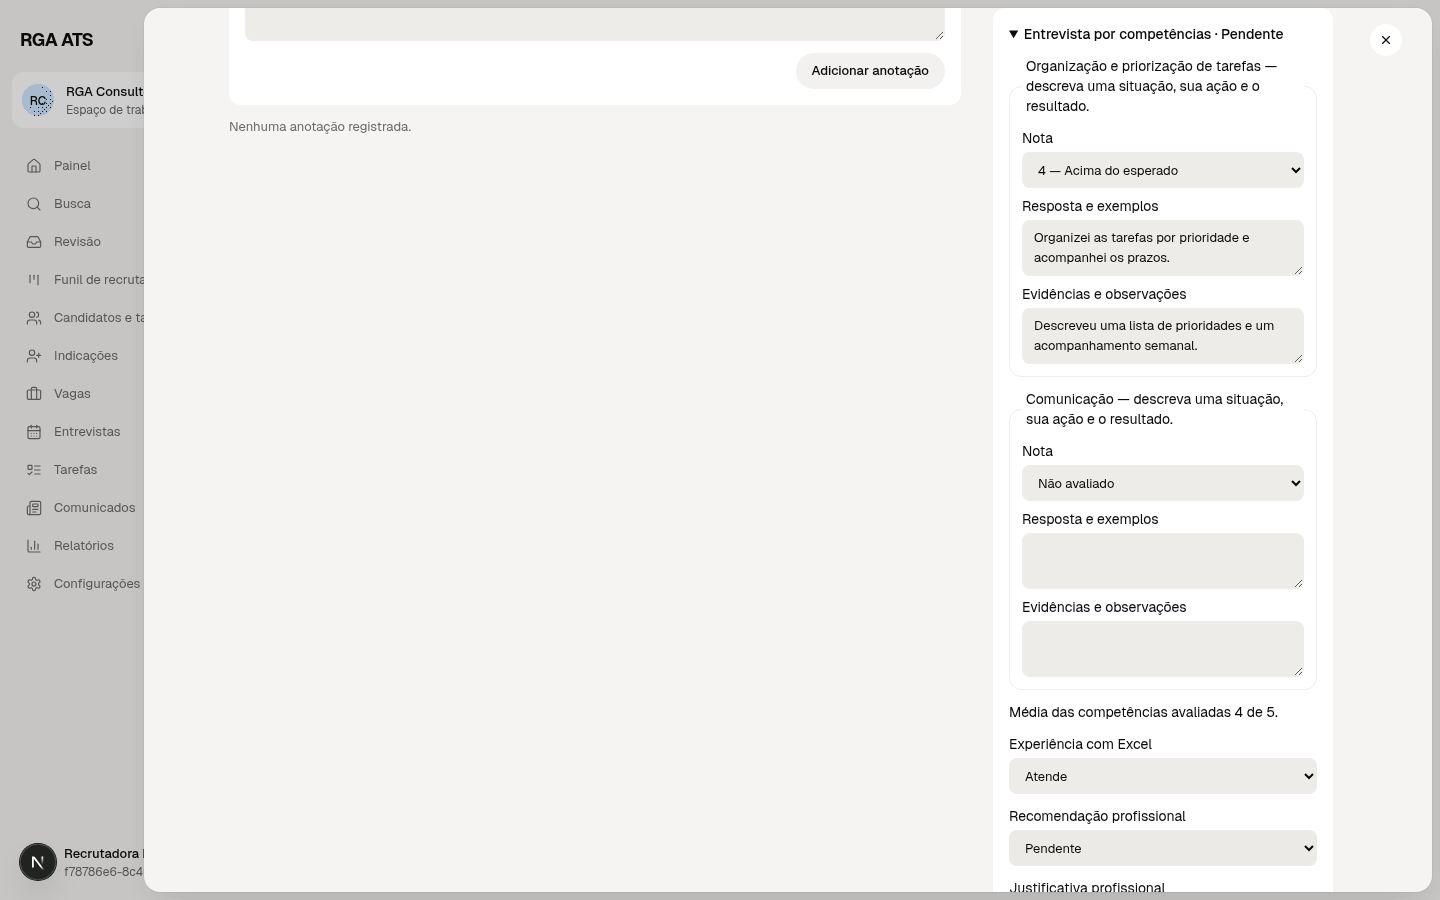 RGA ATS
RC
RGA Consult
Espaço de trab
Painel
Busca
Revisão
Funil de recruta
Candidatos e ta
Indicações
Vagas
Entrevistas
Tarefas
Comunicados
Relatórios
Configurações
N
Recrutadora
f78786e6-8c4
Adicionar anotação
Nenhuma anotação registrada.
▼ Entrevista por competências · Pendente
Organização e priorização de tarefas —
descreva uma situação, sua ação e o
resultado.
Nota
4 — Acima do esperado
Resposta e exemplos
Organizei as tarefas por prioridade e
acompanhei os prazos.
Evidências e observações
Descreveu uma lista de prioridades e um
acompanhamento semanal.
Comunicação — descreva uma situação,
sua ação e o resultado.
Nota
Não avaliado
Resposta e exemplos
Evidências e observações
Média das competências avaliadas 4 de 5.
Experiência com Excel
Atende
Recomendação profissional
Pendente
Justificativa profissional